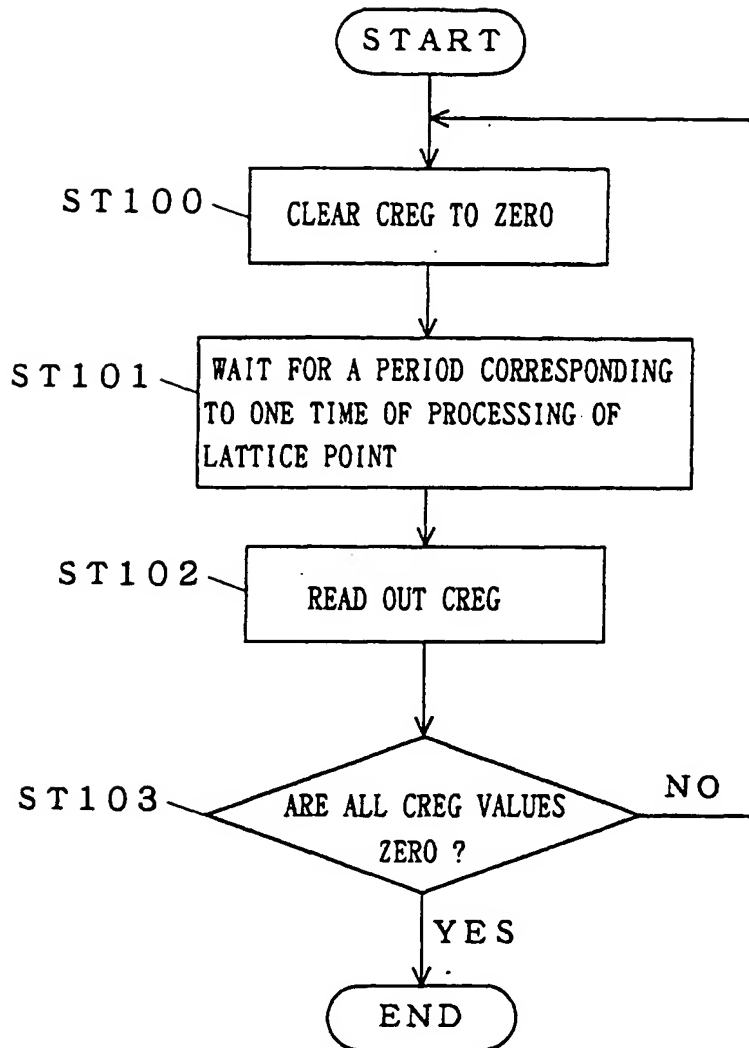 START
ST100
CLEAR CREG TO ZERO
ST101
WAIT FOR A PERIOD CORRESPONDING
TO ONE TIME OF PROCESSING OF
LATTICE POINT
ST102
READ OUT CREG
ST103
ARE ALL CREG VALUES
ZERO ?
NO
YES
END